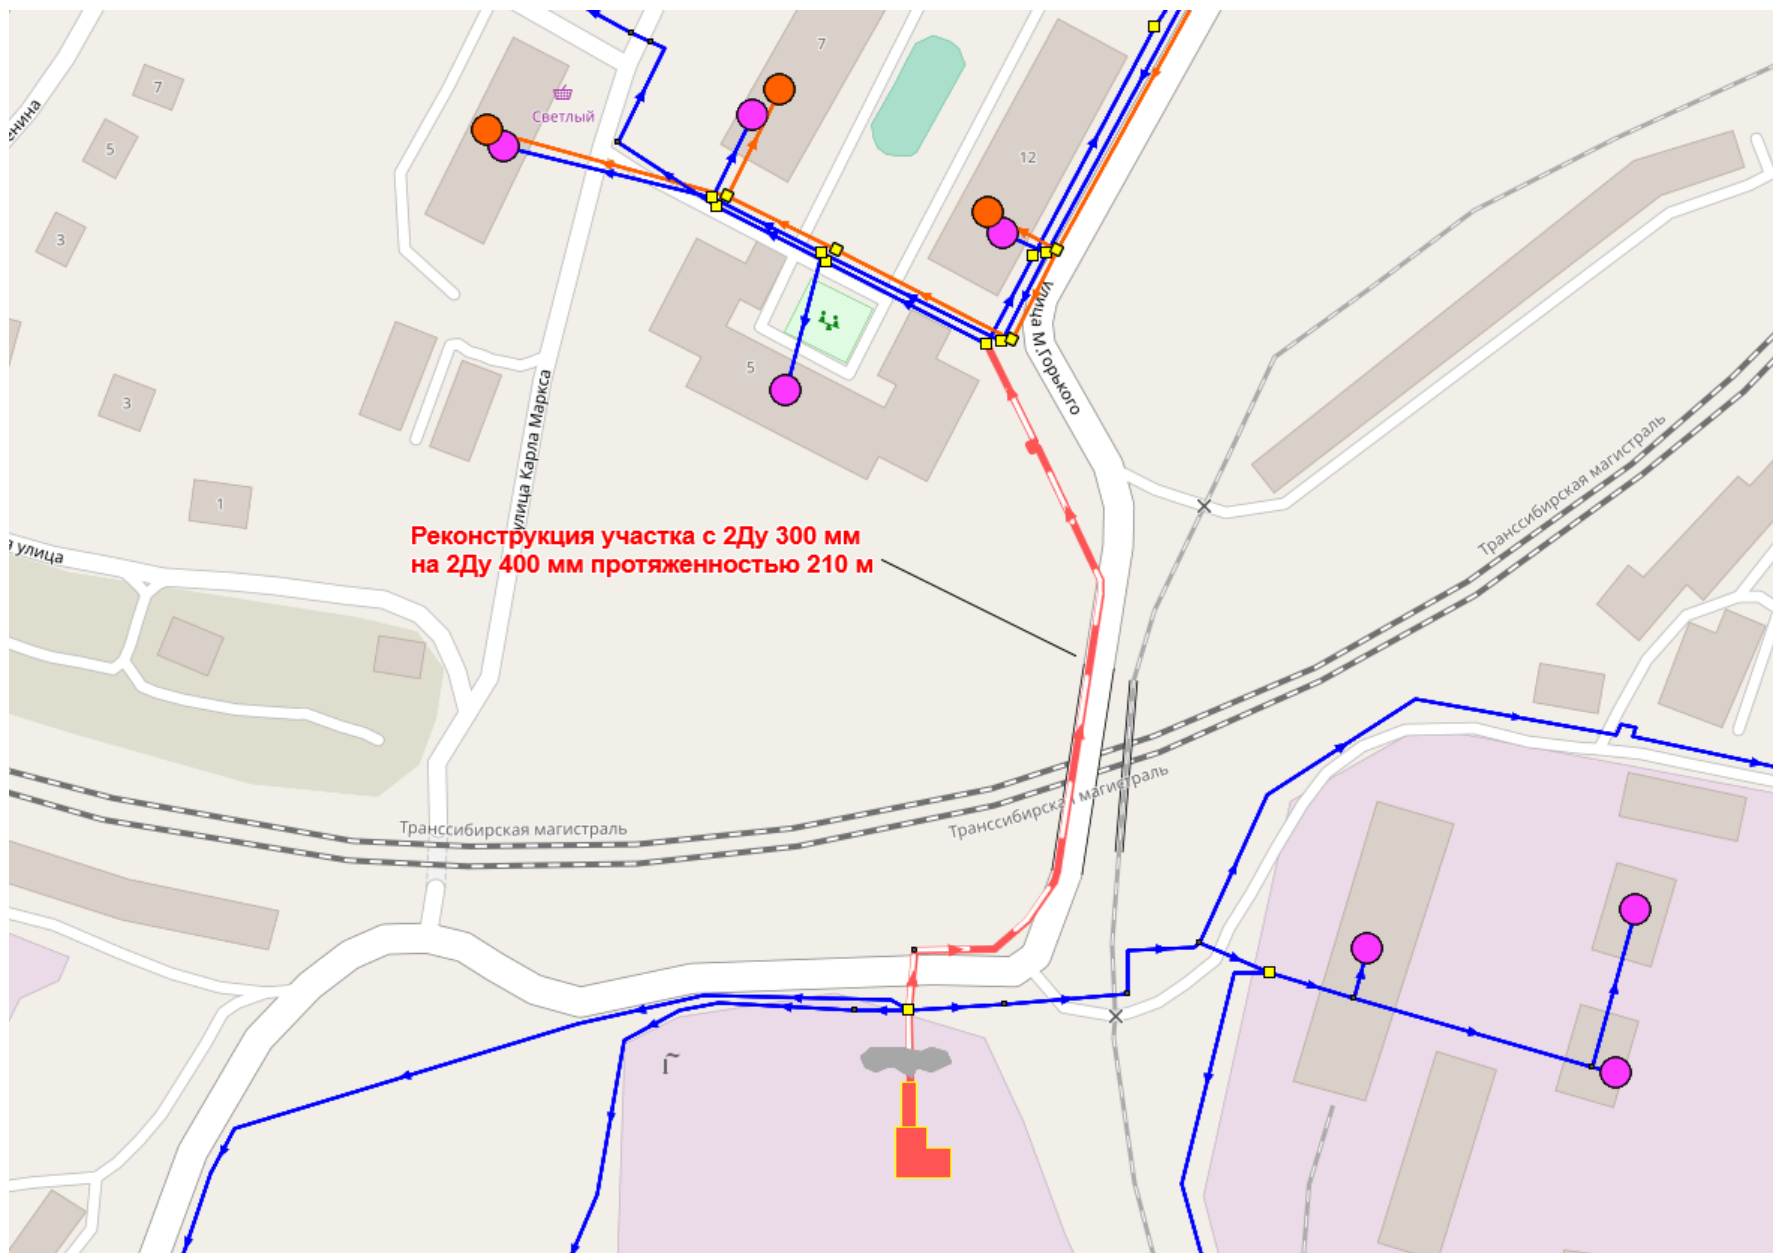 7
7
Светлый
енина
5
12
3
улица М.Горького
5
3
улица Карла Маркса
1
Транссибирская магистраль
Реконструкция участка с 2Ду 300 мм
на 2Ду 400 мм протяженностью 210 м
я улица
Транссибирская магистраль
Транссибирская магистраль